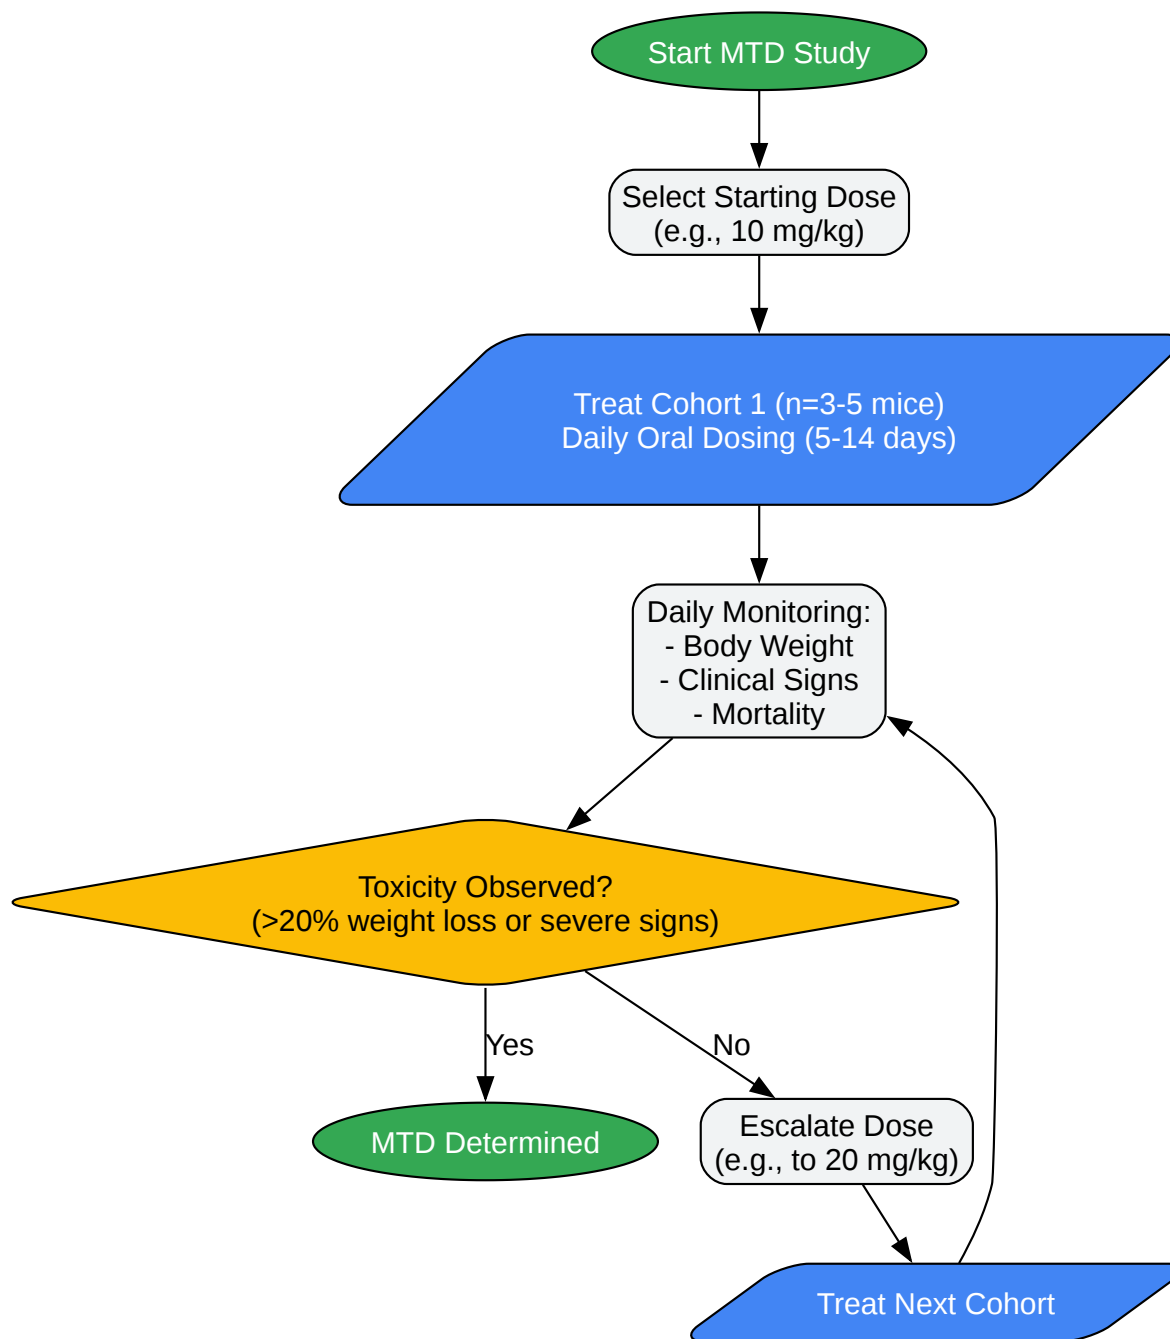 Start MTD Study
Select Starting Dose
(e.g., 10 mg/kg)
Treat Cohort 1 (n=3-5 mice)
Daily Oral Dosing (5-14 days)
Daily Monitoring:
- Body Weight
- Clinical Signs
- Mortality
Toxicity Observed?
(>20% weight loss or severe signs)
Yes
No
MTD Determined
Escalate Dose
(e.g., to 20 mg/kg)
Treat Next Cohort